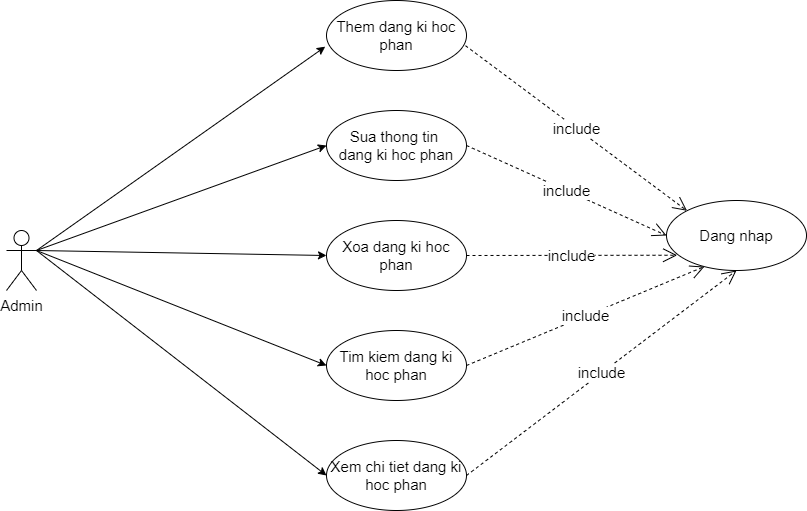 Them dang ki hoc
phan
include
Sua thong tin
dang ki hoc phan
include
Dang nhap
Xoa dang ki hoc
phan
include
Admin
Tim kiem dang ki
hoc phan
include
include
Xem chi tiet dang ki
hoc phan